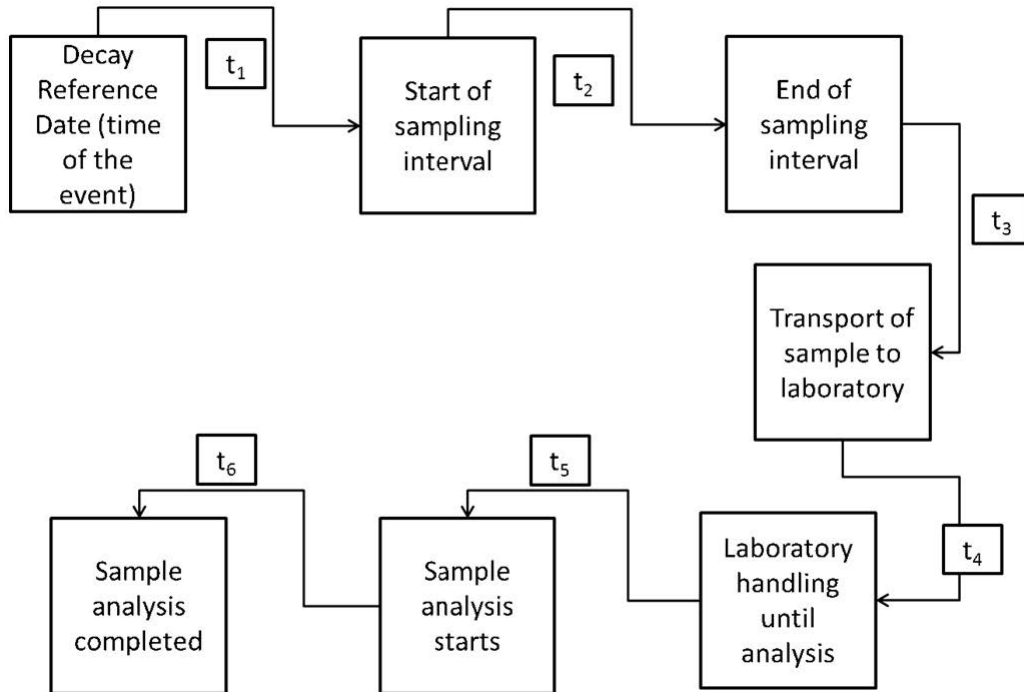 Decay
Reference
Date (time
of the
event)
t₁
Start of
sampling
interval
t₂
End of
sampling
interval
t₃
Transport of
sample to
laboratory
t₄
Laboratory
handling
until
analysis
t₅
Sample
analysis
starts
t₆
Sample
analysis
completed